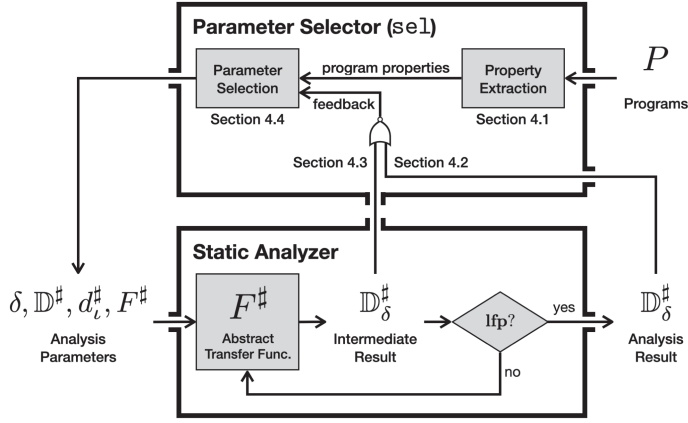 Parameter Selector (sel)
Parameter
Selection
Section 4.4
program properties
feedback
Property
Extraction
Section 4.1
P
Programs
Section 4.3
Section 4.2
Static Analyzer
δ, 𝔻♯, d♯ι, F♯
Analysis
Parameters
F♯
Abstract
Transfer Func.
𝔻♯δ
Intermediate
Result
lfp?
yes
no
𝔻♯δ
Analysis
Result